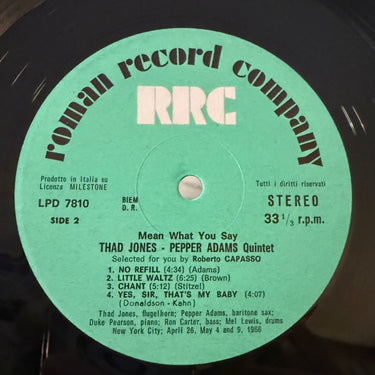 roman record company
RRC
Prodotto in Italia su
Licenza MILESTONE
Tutti i diritti riservati
LPD 7810
BIEM
D. R.
STEREO
SIDE 2
33 1/3 r.p.m.
Mean What You Say
THAD JONES - PEPPER ADAMS Quintet
Selected for you by Roberto CAPASSO
1. NO REFILL (4:34) (Adams)
2. LITTLE WALTZ (6:25) (Brown)
3. CHANT (5:12) (Stitzel)
4. YES, SIR, THAT'S MY BABY (4:07)
(Donaldson - Kahn)
Thad Jones, flugelhorn; Pepper Adams, baritone sax;
Duke Pearson, piano; Ron Carter, bass; Mel Lewis, drums
New York City; April 26, May 4 and 9, 1966